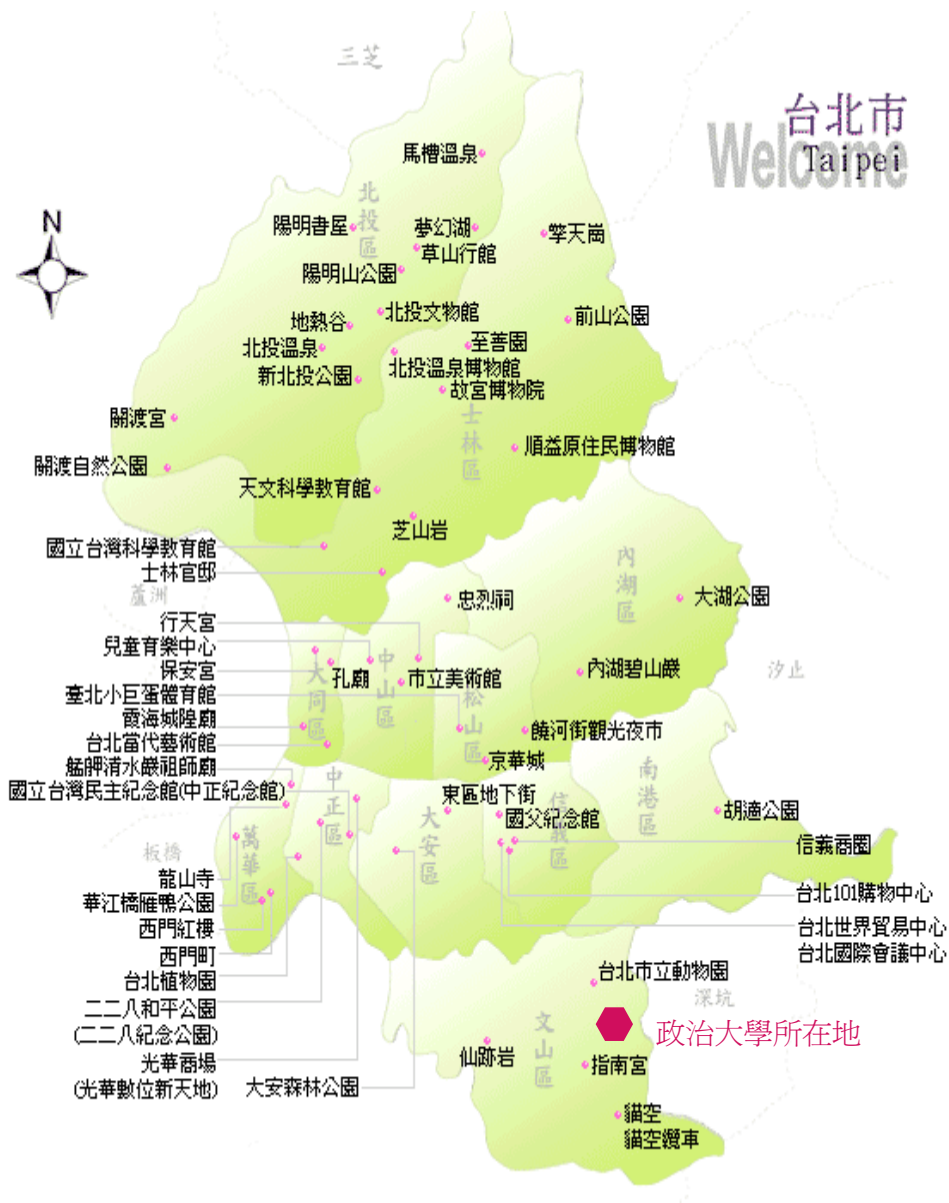 三芝
台北市
Welcome
Taipei
N
馬槽溫泉
北投區
陽明書屋
夢幻湖
擎天崗
草山行館
陽明山公園
北投文物館
前山公園
地熱谷
至善園
北投溫泉
北投溫泉博物館
新北投公園
故宮博物院
士林區
關渡宮
順益原住民博物館
關渡自然公園
天文科學教育館
芝山岩
國立台灣科學教育館
士林官邸
內湖區
蘆洲
忠烈祠
大湖公園
行天宮
兒童育樂中心
保安宮
大同區
孔廟
中山區
市立美術館
松山區
內湖碧山巖
汐止
臺北小巨蛋體育館
霞海城隍廟
饒河街觀光夜市
台北當代藝術館
京華城
艋舺清水巖祖師廟
國立台灣民主紀念館(中正紀念館)
中正區
東區地下街
大安區
國父紀念館
信義區
南港區
胡適公園
板橋
萬華區
信義商圈
龍山寺
台北101購物中心
華江橋雁鴨公園
西門紅樓
台北世界貿易中心
西門町
台北國際會議中心
台北植物園
台北市立動物園
深坑
二二八和平公園
(二二八紀念公園)
文山區
政治大學所在地
仙跡岩
光華商場
(光華數位新天地)
指南宮
大安森林公園
貓空
貓空纜車